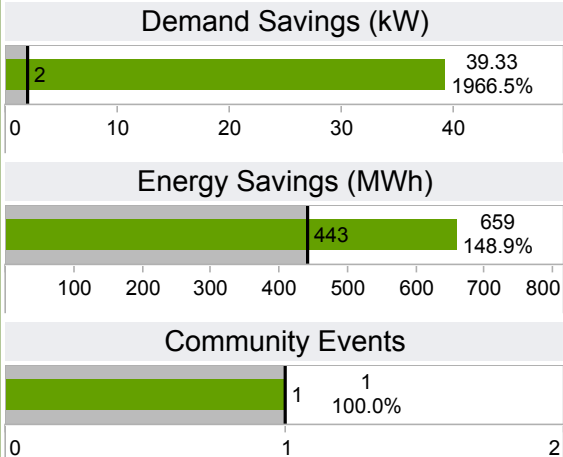 Demand Savings (kW)
2
39.33
1966.5%
0 10 20 30 40
Energy Savings (MWh)
443
659
148.9%
100 200 300 400 500 600 700 800
Community Events
1
1
100.0%
0 1 2